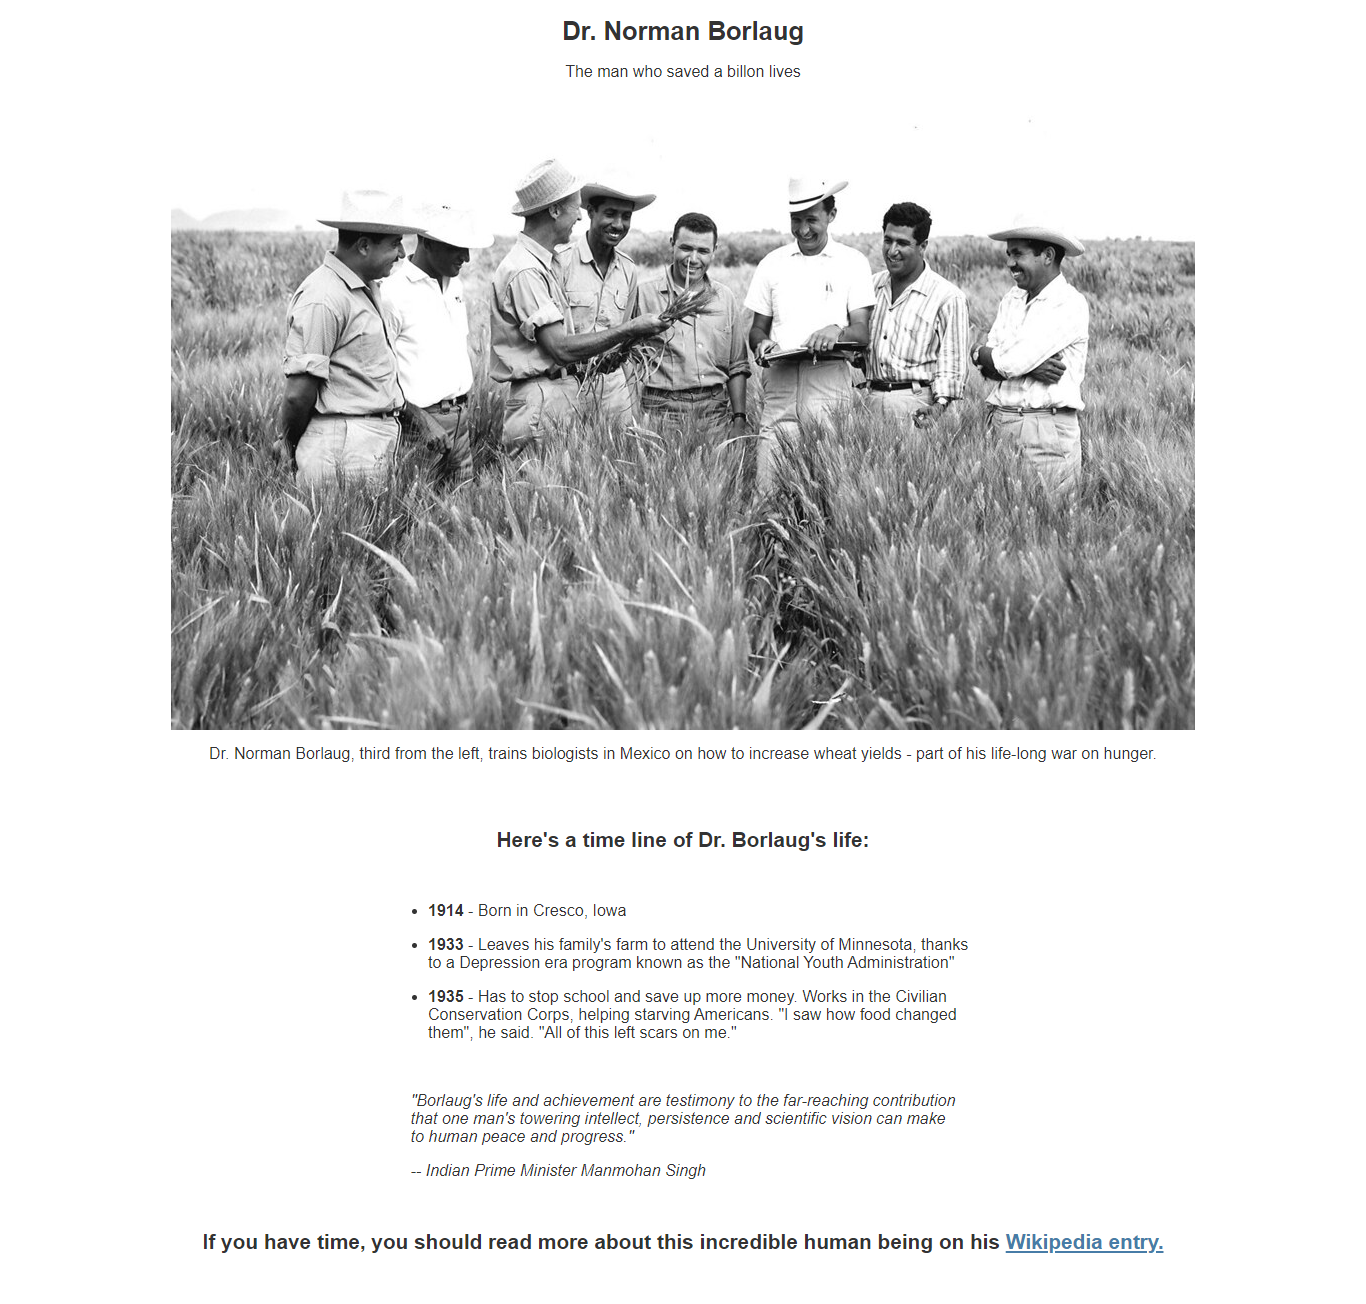 Dr. Norman Borlaug
The man who saved a billon lives
Dr. Norman Borlaug, third from the left, trains biologists in Mexico on how to increase wheat yields - part of his life-long war on hunger.
Here's a time line of Dr. Borlaug's life:
• 1914 - Born in Cresco, Iowa
• 1933 - Leaves his family's farm to attend the University of Minnesota, thanks
to a Depression era program known as the "National Youth Administration"
• 1935 - Has to stop school and save up more money. Works in the Civilian
Conservation Corps, helping starving Americans. "I saw how food changed
them", he said. "All of this left scars on me."
"Borlaug's life and achievement are testimony to the far-reaching contribution
that one man's towering intellect, persistence and scientific vision can make
to human peace and progress."
-- Indian Prime Minister Manmohan Singh
If you have time, you should read more about this incredible human being on his Wikipedia entry.